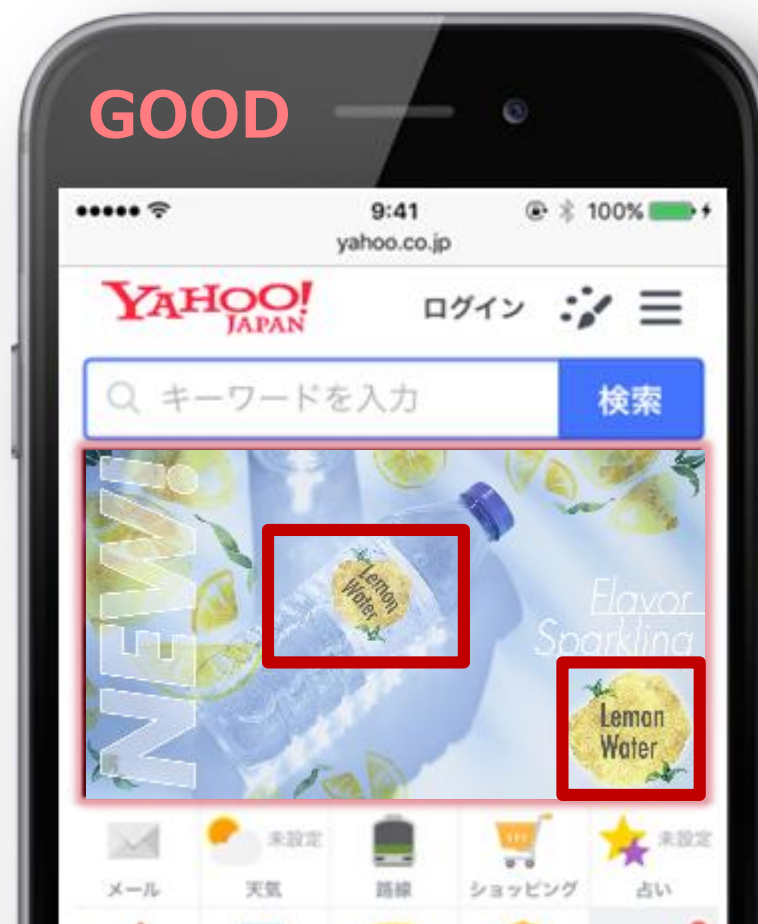 GOOD
9:41
100%
yahoo.co.jp
YAHOO!
JAPAN
ログイン
キーワードを入力
検索
NEW!
Lemon
Water
Flavor
Sparkling
Lemon
Water
未設定
未設定
メール
天気
路線
ショッピング
占い